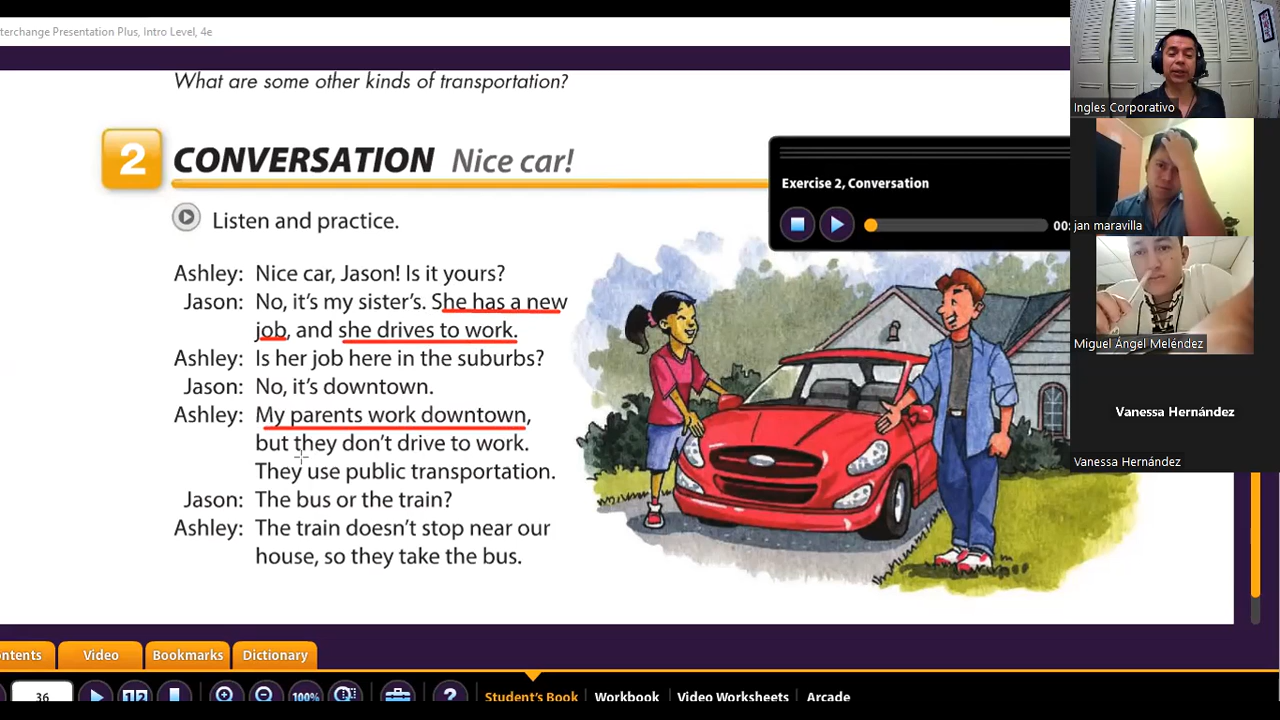 terchange Presentation Plus, Intro Level, 4e
What are some other kinds of transportation?
2 CONVERSATION Nice car!
Listen and practice.
Ashley: Nice car, Jason! Is it yours?
Jason: No, it's my sister's. She has a new
job, and she drives to work.
Ashley: Is her job here in the suburbs?
Jason: No, it's downtown.
Ashley: My parents work downtown,
but they don't drive to work.
They use public transportation.
Jason: The bus or the train?
Ashley: The train doesn't stop near our
house, so they take the bus.
Exercise 2, Conversation
00:
Ingles Corporativo
jan maravilla
Miguel Ángel Meléndez
Vanessa Hernández
Vanessa Hernández
ontents Video Bookmarks Dictionary
36 12 100% ? Student's Book Workbook Video Worksheets Arcade